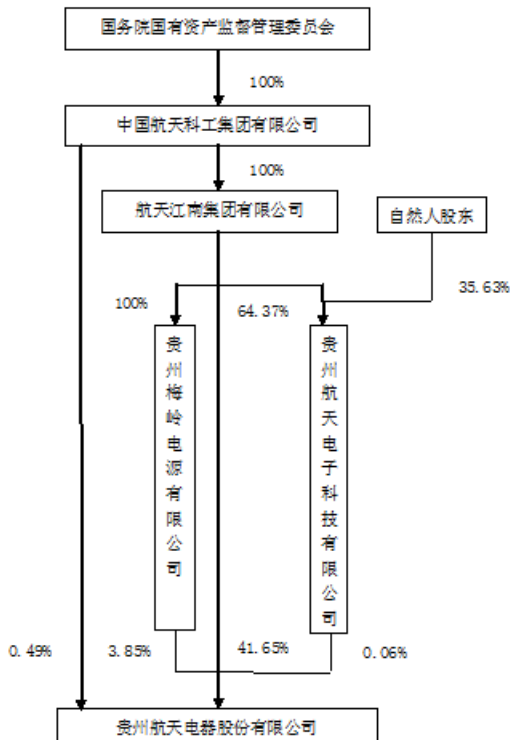 国务院国有资产监督管理委员会
100%
中国航天科工集团有限公司
100%
航天江南集团有限公司
自然人股东
35.63%
100%
64.37%
贵州梅岭电源有限公司
贵州航天电子科技有限公司
0.49%
3.85%
41.65%
0.06%
贵州航天电器股份有限公司